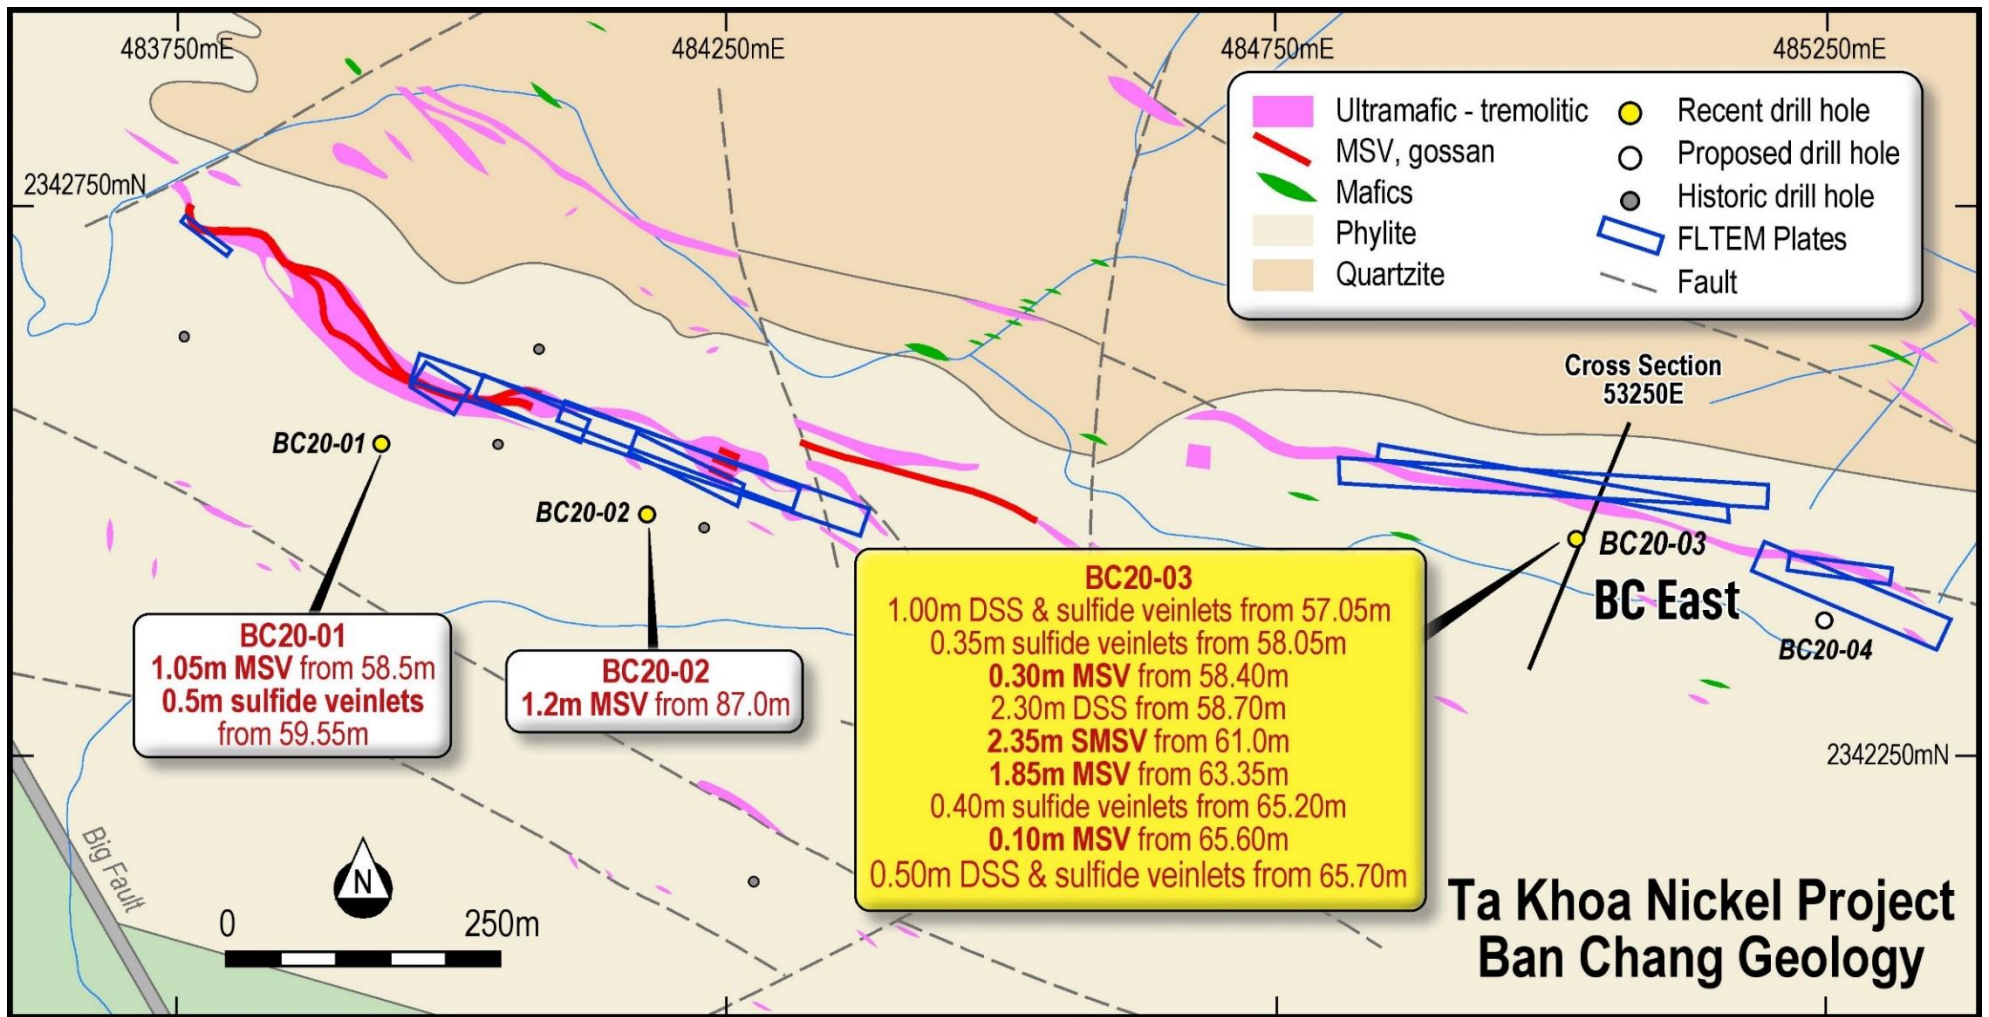 483750mE
484250mE
484750mE
485250mE
Ultramafic - tremolitic
MSV, gossan
Mafics
Phylite
Quartzite
Recent drill hole
Proposed drill hole
Historic drill hole
FLTEM Plates
Fault
2342750mN
Cross Section
53250E
BC20-01
BC20-02
BC20-03
BC East
BC20-04
BC20-01
1.05m MSV from 58.5m
0.5m sulfide veinlets
from 59.55m
BC20-02
1.2m MSV from 87.0m
BC20-03
1.00m DSS & sulfide veinlets from 57.05m
0.35m sulfide veinlets from 58.05m
0.30m MSV from 58.40m
2.30m DSS from 58.70m
2.35m SMSV from 61.0m
1.85m MSV from 63.35m
0.40m sulfide veinlets from 65.20m
0.10m MSV from 65.60m
0.50m DSS & sulfide veinlets from 65.70m
2342250mN
Big Fault
N
0 250m
Ta Khoa Nickel Project
Ban Chang Geology